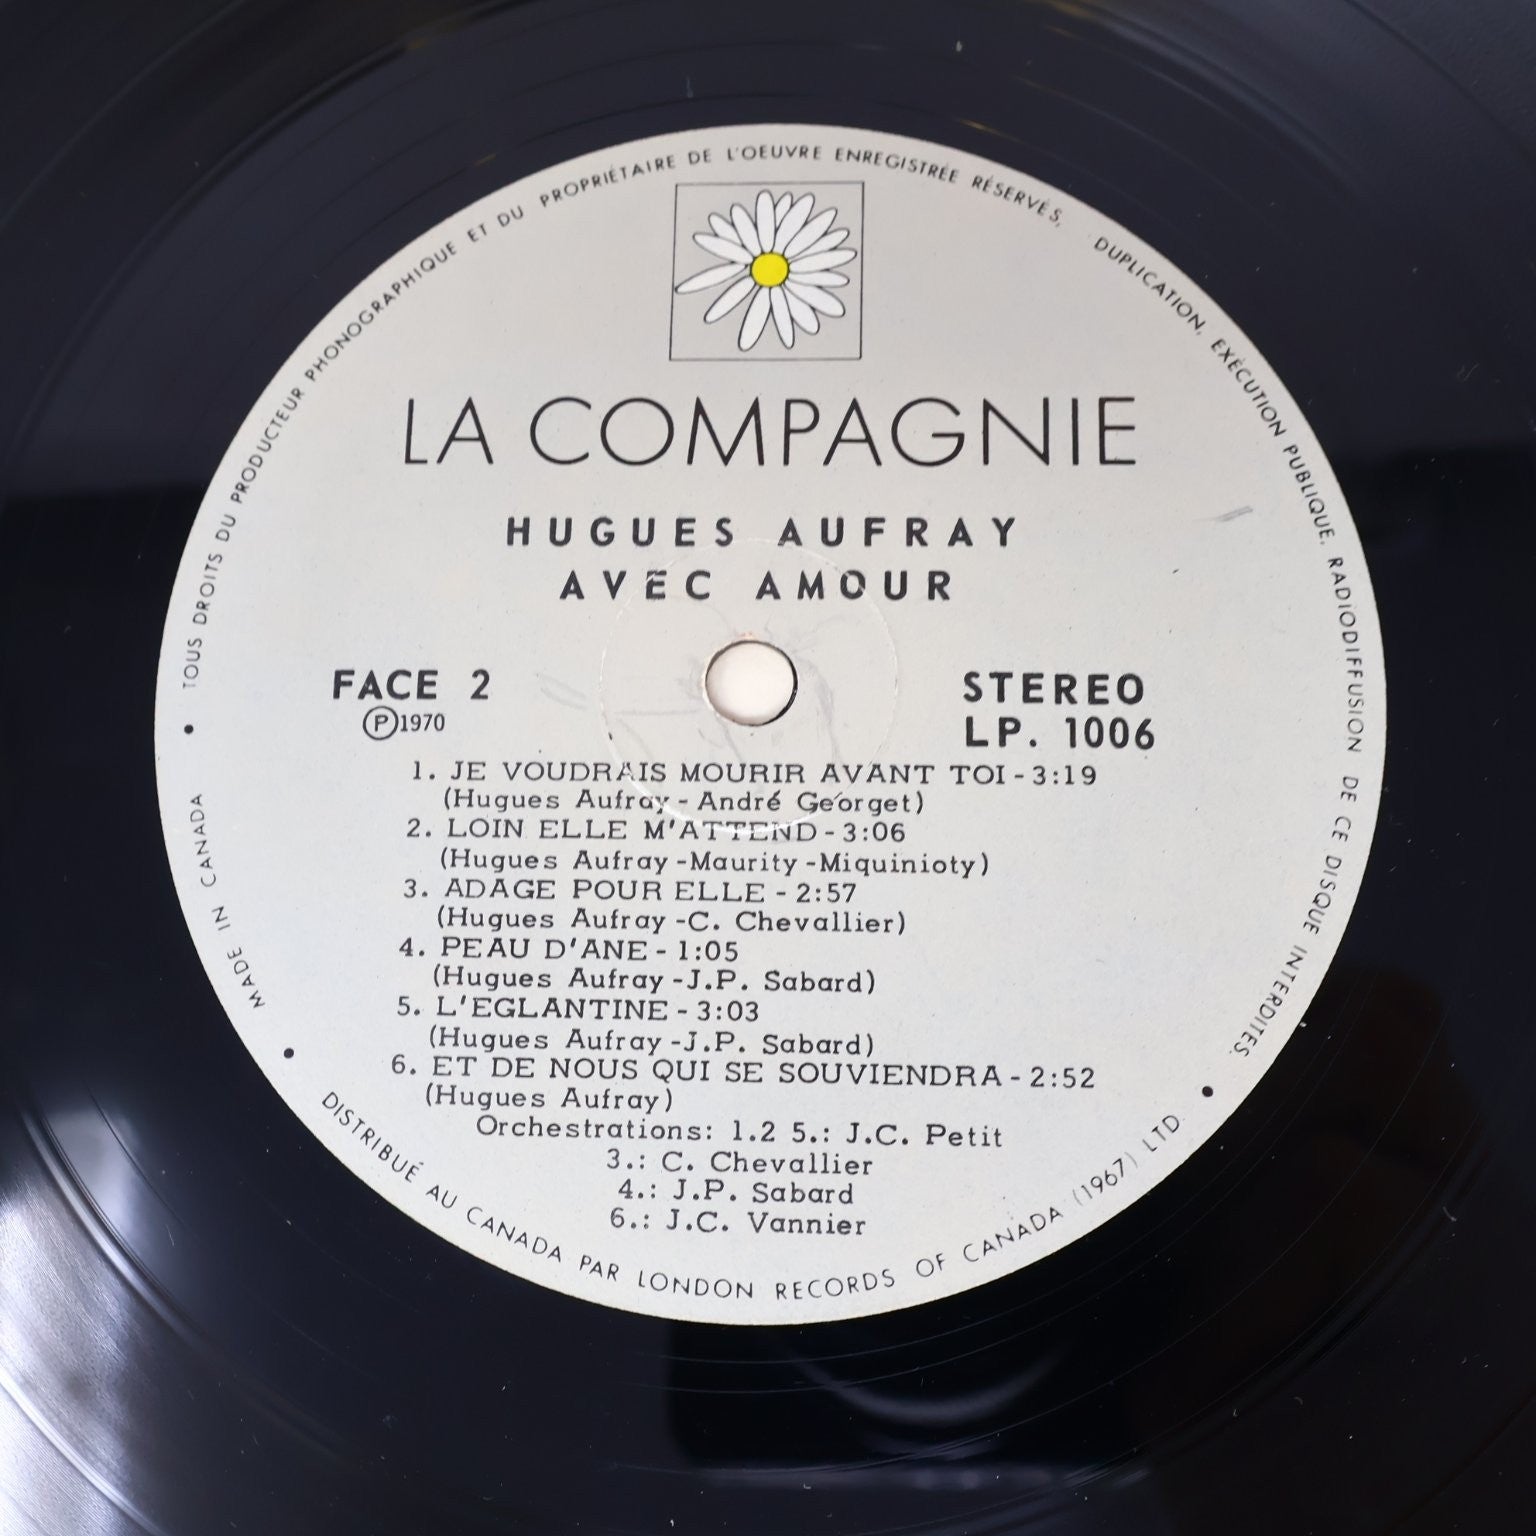 TOUS DROITS DU PRODUCTEUR PHONOGRAPHIQUE ET DU PROPRIÉTAIRE DE L'OEUVRE ENREGISTRÉE RÉSERVÉS, DUPLICATION, EXÉCUTION PUBLIQUE, RADIODIFFUSION DE CE DISQUE INTERDITES.
LA COMPAGNIE
HUGUES AUFRAY
AVEC AMOUR
FACE 2
Ⓟ1970
STEREO
LP. 1006
1. JE VOUDRAIS MOURIR AVANT TOI - 3:19
(Hugues Aufray - André Georget)
2. LOIN ELLE M'ATTEND - 3:06
(Hugues Aufray -Maurity -Miquinioty)
3. ADAGE POUR ELLE - 2:57
(Hugues Aufray -C. Chevallier)
4. PEAU D'ANE - 1:05
(Hugues Aufray -J.P. Sabard)
5. L'EGLANTINE - 3:03
(Hugues Aufray -J.P. Sabard)
6. ET DE NOUS QUI SE SOUVIENDRA - 2:52
(Hugues Aufray)
Orchestrations: 1.2 5.: J.C. Petit
3.: C. Chevallier
4.: J.P. Sabard
6.: J.C. Vannier
MADE IN CANADA
DISTRIBUÉ AU CANADA PAR LONDON RECORDS OF CANADA (1967) LTD.